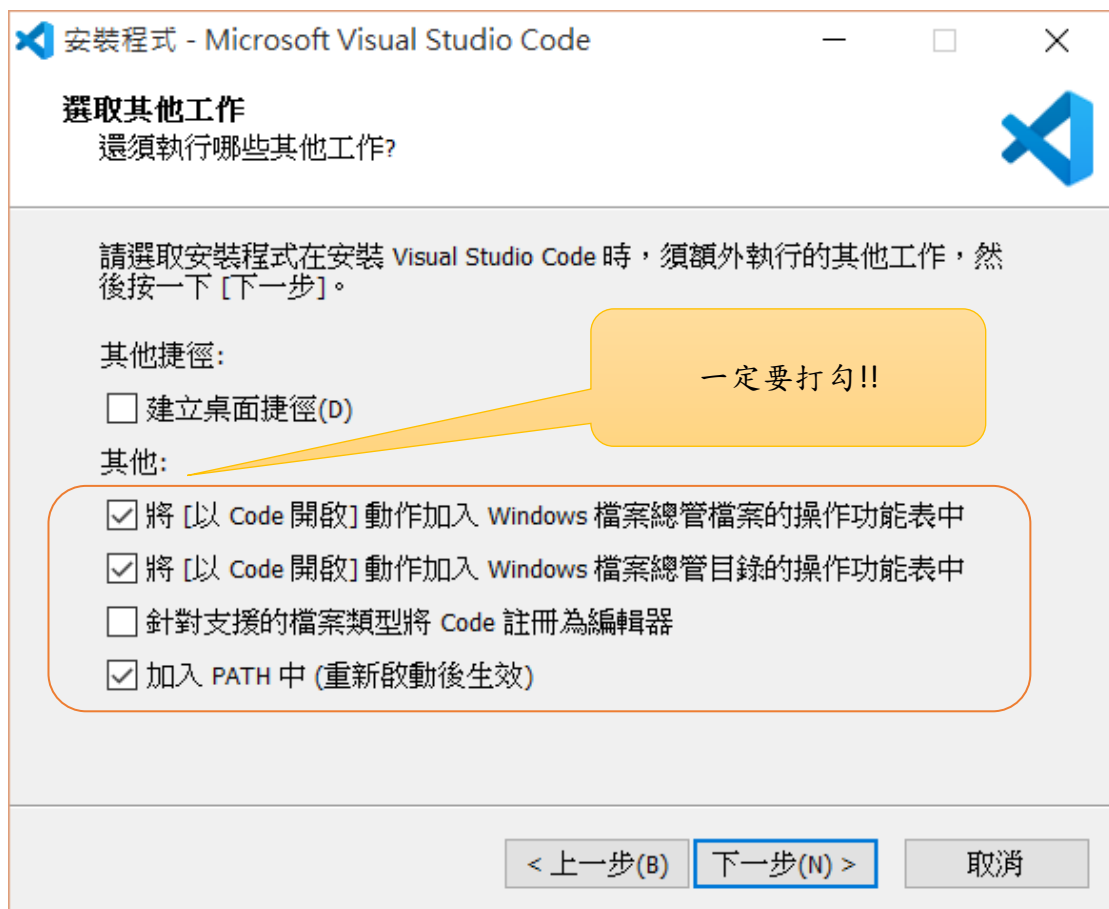 安裝程式 - Microsoft Visual Studio Code
選取其他工作
還須執行哪些其他工作?
請選取安裝程式在安裝 Visual Studio Code 時，須額外執行的其他工作，然
後按一下 [下一步]。
一定要打勾!!
其他捷徑:
建立桌面捷徑(D)
其他:
將 [以 Code 開啟] 動作加入 Windows 檔案總管檔案的操作功能表中
將 [以 Code 開啟] 動作加入 Windows 檔案總管目錄的操作功能表中
針對支援的檔案類型將 Code 註冊為編輯器
加入 PATH 中 (重新啟動後生效)
< 上一步(B)
下一步(N) >
取消